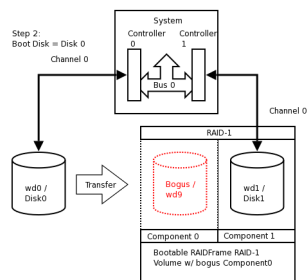 System
Step 2:
Boot Disk = Disk 0
Controller
0
Controller
1
Channel 0
Bus 0
Channel 0
RAID-1
wd0 /
Disk0
Transfer
Bogus /
wd9
wd1 /
Disk1
Component 0
Component 1
Bootable RAIDFrame RAID-1
Volume w/ bogus Component0